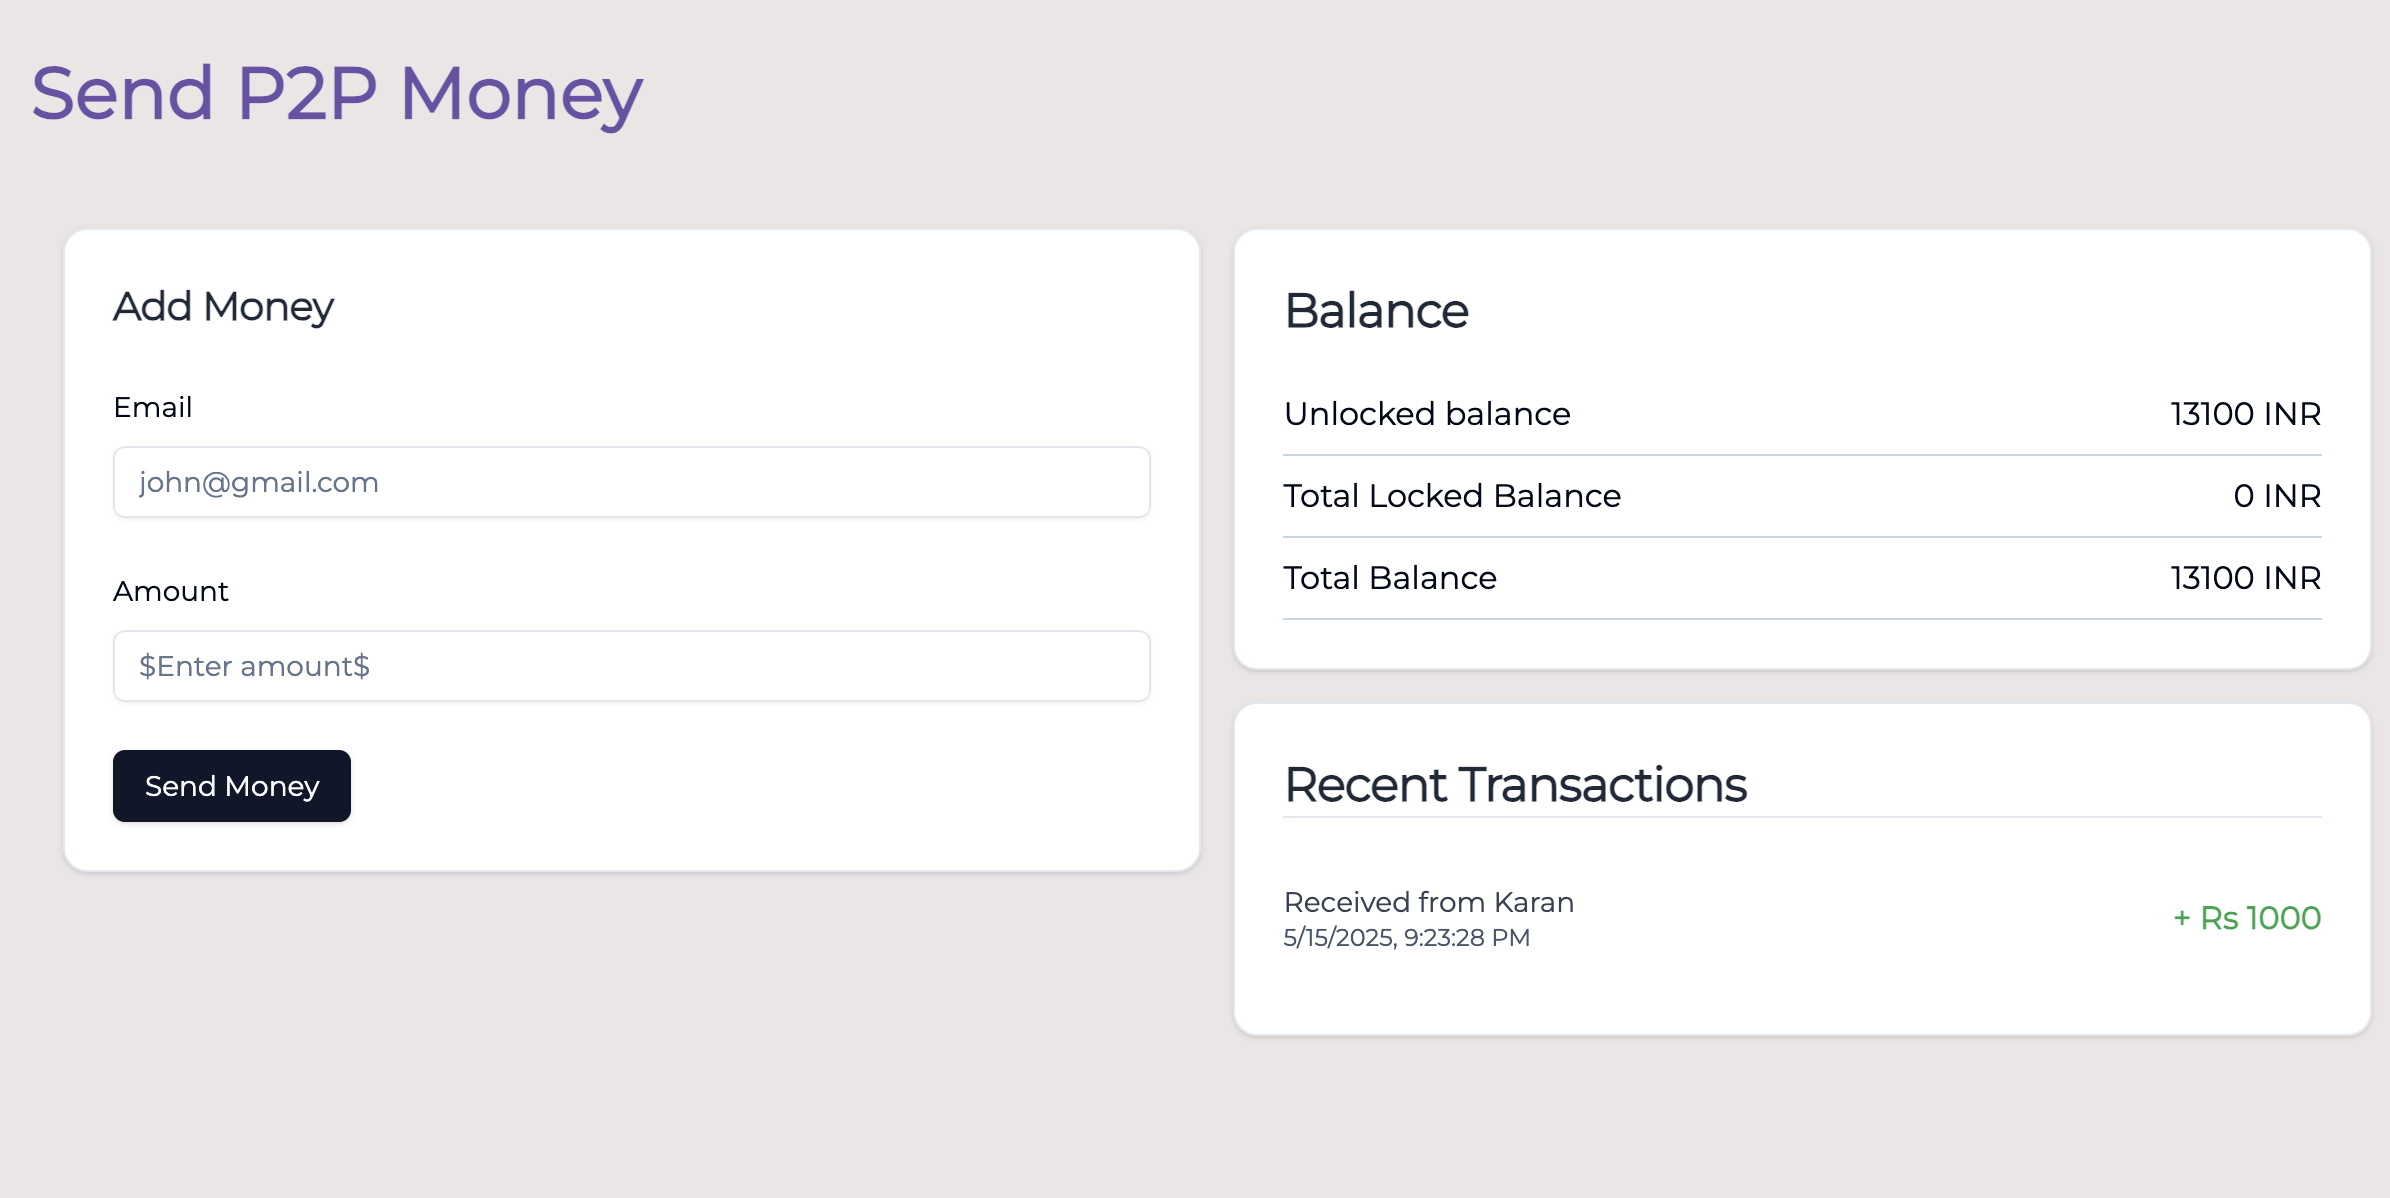 Send P2P Money
Add Money
Email
john@gmail.com
Amount
$Enter amount$
Send Money
Balance
Unlocked balance 13100 INR
Total Locked Balance 0 INR
Total Balance 13100 INR
Recent Transactions
Received from Karan
5/15/2025, 9:23:28 PM
+ Rs 1000